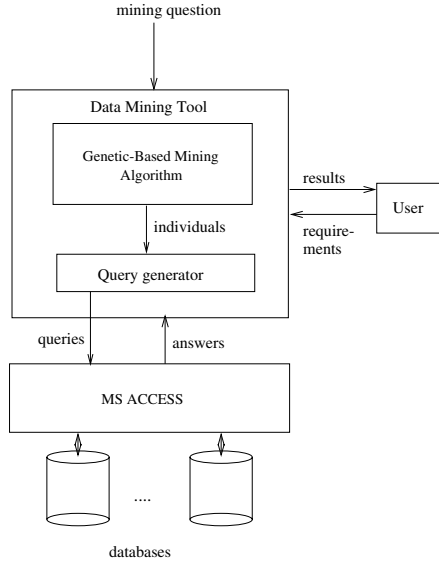 mining question
Data Mining Tool
Genetic-Based Mining
Algorithm
results
User
individuals
require-
ments
Query generator
queries
answers
MS ACCESS
....
databases